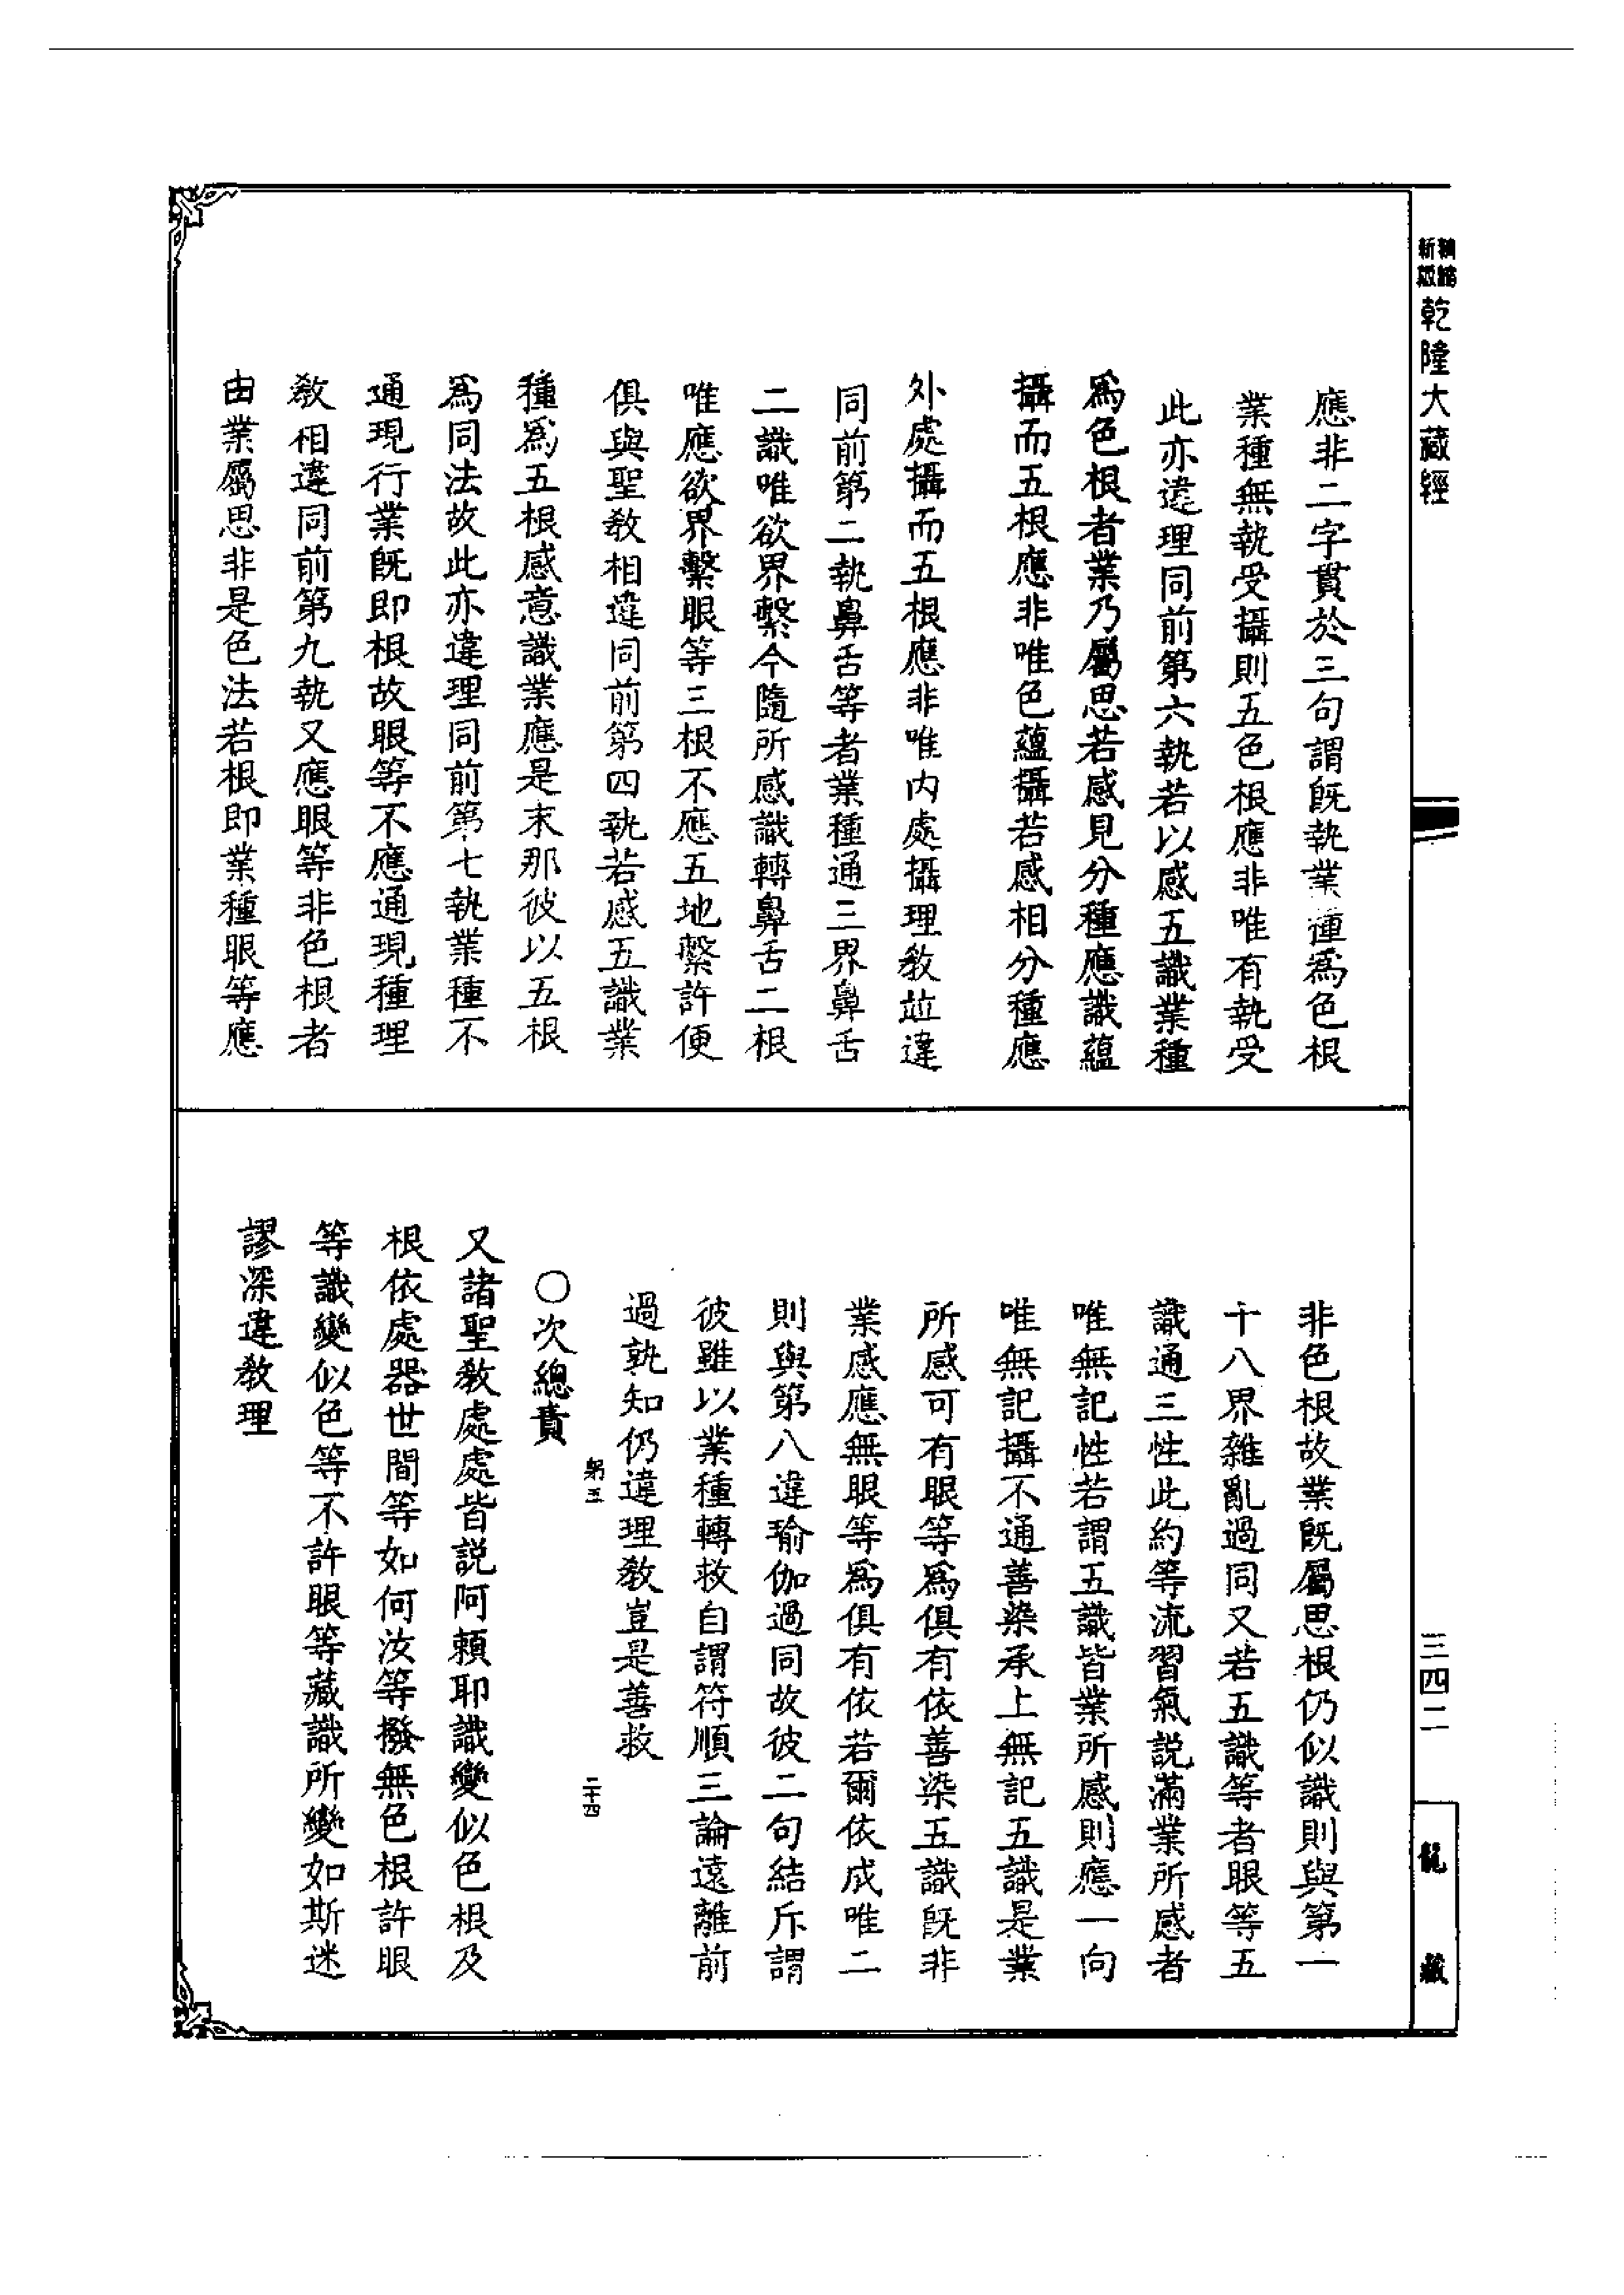 新版
精縮
乾隆大藏經
三四二
龍藏
應非二字貫於三句謂既執業種爲色根
業種無執受攝則五色根應非唯有執受
此亦違理同前第六執若以感五識業種
爲色根者業乃屬思若感見分種應識蘊
攝而五根應非唯色蘊攝若感相分種應
外處攝而五根應非唯内處攝理教竝違
同前第二執鼻舌等者業種通三界鼻舌
二識唯欲界繫今隨所感識轉鼻舌二根
唯應欲界繫眼等三根不應五地繫許便
俱與聖教相違同前第四執若感五識業
種爲五根感意識業應是末那彼以五根
爲同法故此亦違理同前第七執業種不
通現行業既即根故眼等不應通現種理
教相違同前第九執又應眼等非色根者
由業屬思非是色法若根即業種眼等應
非色根故業既屬思根仍似識則與第一
十八界雜亂過同又若五識等者眼等五
識通三性此約等流習氣説滿業所感者
唯無記性若謂五識皆業所感則應一向
唯無記攝不通善染承上無記五識是業
所感可有眼等爲俱有依善染五識既非
業感應無眼等爲俱有依若爾依成唯二
則與第八違瑜伽過同故彼二句結斥謂
彼雖以業種轉救自謂符順三論遠離前
過孰知仍違理教豈是善救
第五
二十四
〇次總責
又諸聖教處處皆説阿賴耶識變似色根及
根依處器世間等如何汝等撥無色根許眼
等識變似色等不許眼等藏識所變如斯迷
謬深違教理